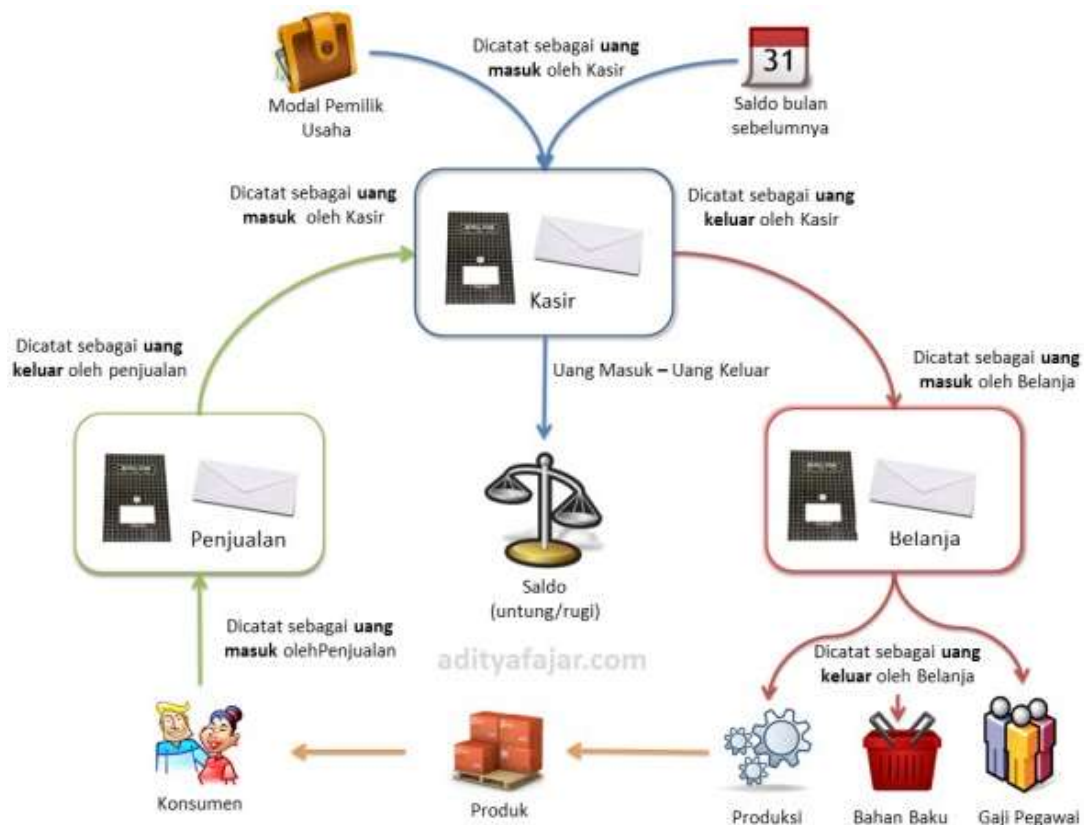 Dicatat sebagai uang
masuk oleh Kasir
31
Modal Pemilik
Usaha
Saldo bulan
sebelumnya
Dicatat sebagai uang
masuk oleh Kasir
Dicatat sebagai uang
keluar oleh Kasir
Kasir
Dicatat sebagai uang
keluar oleh penjualan
Uang Masuk – Uang Keluar
Dicatat sebagai uang
masuk oleh Belanja
Penjualan
Belanja
Saldo
(untung/rugi)
Dicatat sebagai uang
masuk olehPenjualan
adityafajar.com
Dicatat sebagai uang
keluar oleh Belanja
Konsumen
Produk
Produksi
Bahan Baku
Gaji Pegawai